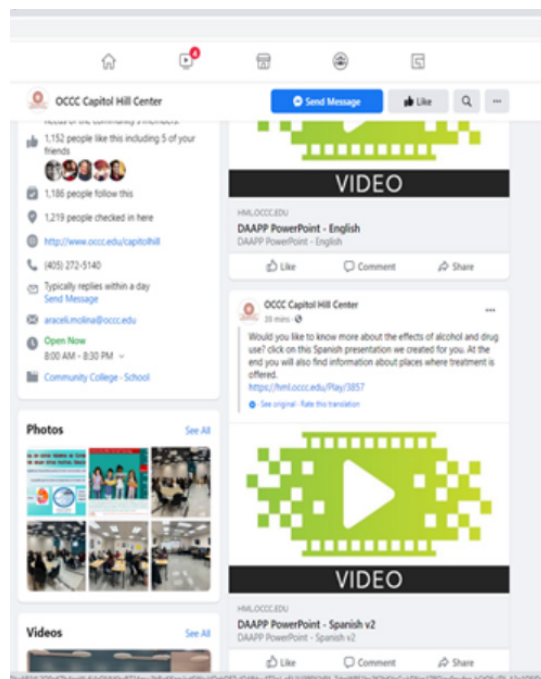 4
OCCC Capitol Hill Center
Send Message
Like
needs of the community's members.
1,152 people like this including 5 of your
friends
1,186 people follow this
1,219 people checked in here
http://www.occc.edu/capitolhill
(405) 272-5140
Typically replies within a day
Send Message
araceli.molina@occc.edu
Open Now
8:00 AM - 8:30 PM
Community College · School
Photos
See All
Videos
See All
VIDEO
HML.OCCC.EDU
DAAPP PowerPoint - English
DAAPP PowerPoint - English
Like Comment Share
OCCC Capitol Hill Center
39 mins ·
Would you like to know more about the effects of alcohol and drug
use? click on this Spanish presentation we created for you. At the
end you will also find information about places where treatment is
offered.
https://hml.occc.edu/Play/3857
· See original · Rate this translation
VIDEO
HML.OCCC.EDU
DAAPP PowerPoint - Spanish v2
DAAPP PowerPoint - Spanish v2
Like Comment Share